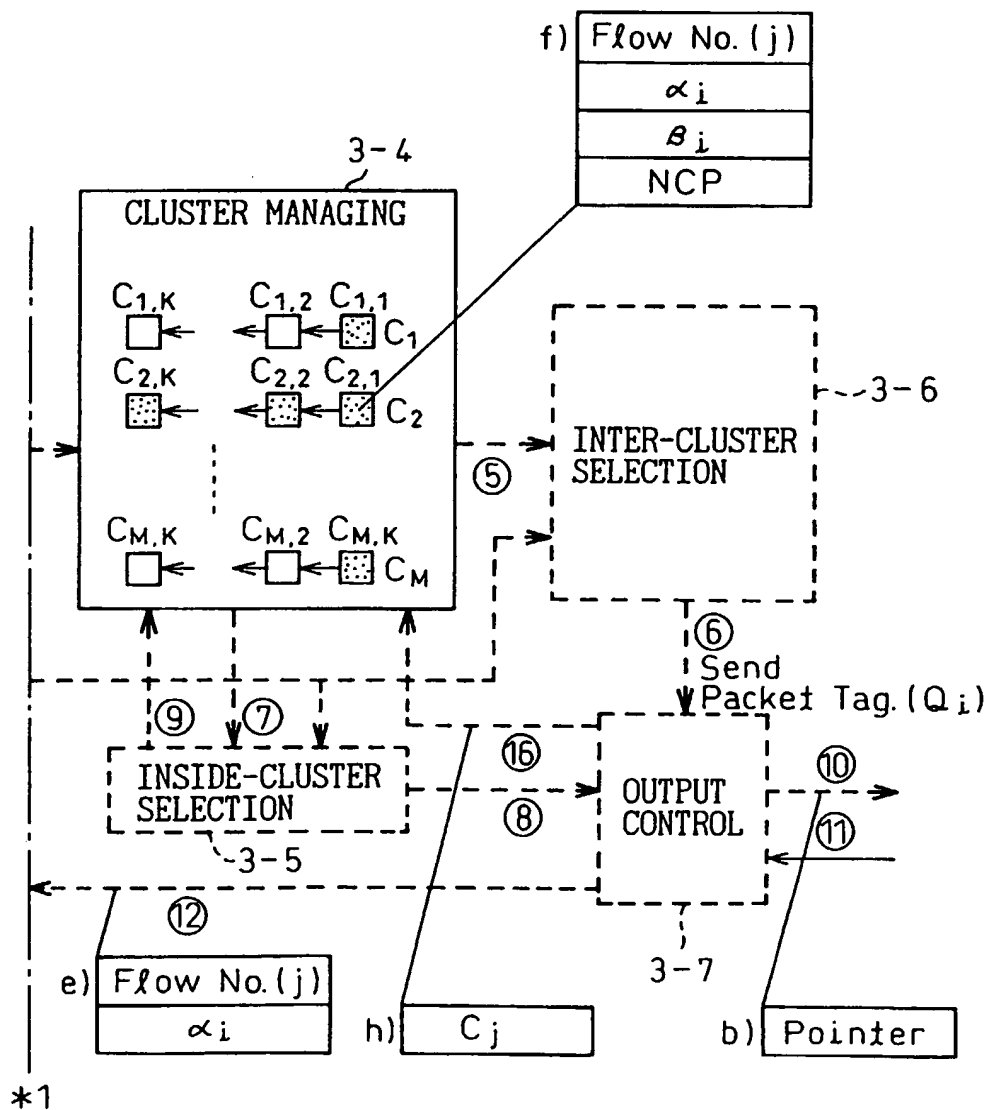 f)
Flow No.(j)
αi
βi
NCP
3-4
CLUSTER MANAGING
C1,K C1,2 C1,1
C1
C2,K C2,2 C2,1
C2
3-6
INTER-CLUSTER
SELECTION
⑤
CM,K CM,2 CM,K
CM
⑥
Send
Packet Tag.(Qi)
⑨ ⑦
⑯
⑩
INSIDE-CLUSTER
SELECTION
⑧
OUTPUT
CONTROL
⑪
3-5
⑫
3-7
e)
Flow No.(j)
αi
h)
Cj
b)
Pointer
*1